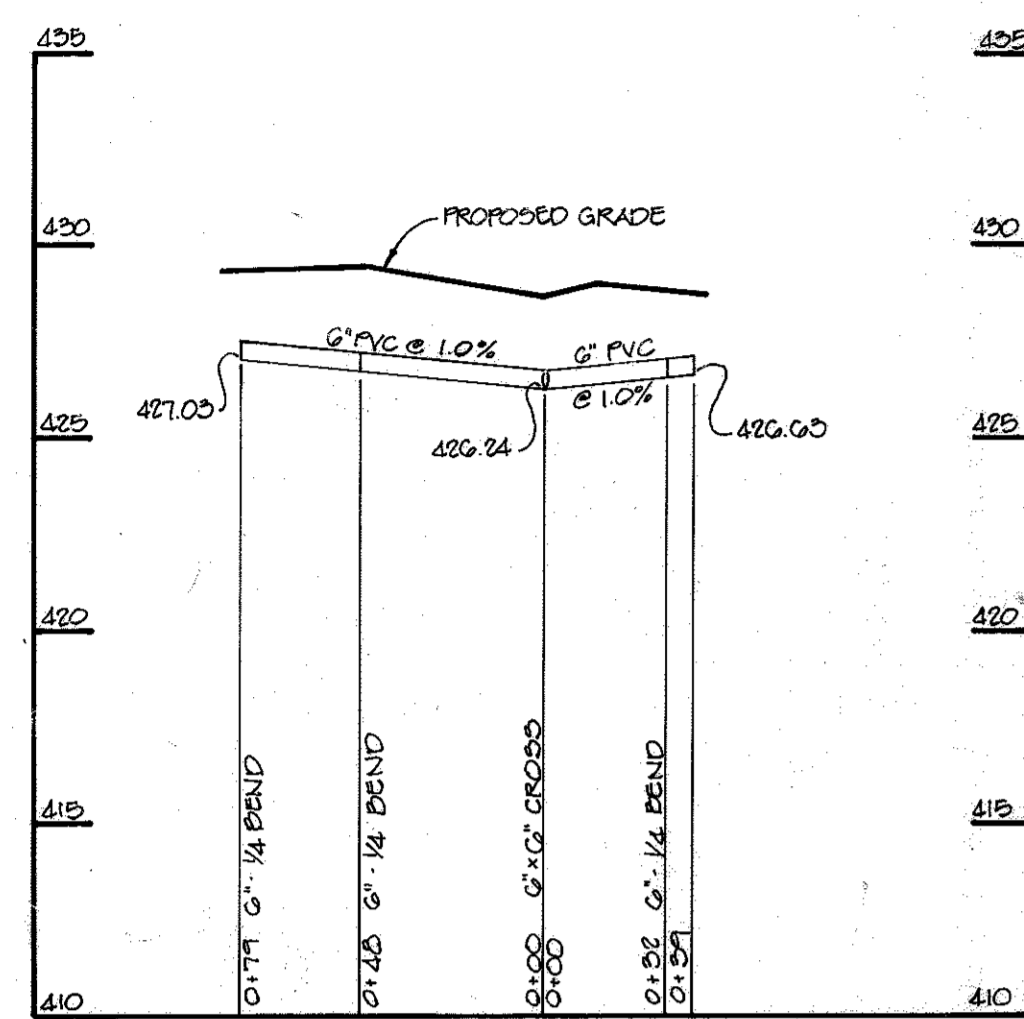 435
435
PROPOSED GRADE
430
430
6" PVC @ 1.0%
6" PVC
@ 1.0%
427.03
426.24
426.63
425
425
420
420
415
415
0+79 6" - 1/4 BEND
0+48 6" - 1/4 BEND
0+00 6" x 6" CROSS
0+00
0+32 6" - 1/4 BEND
0+39
410
410